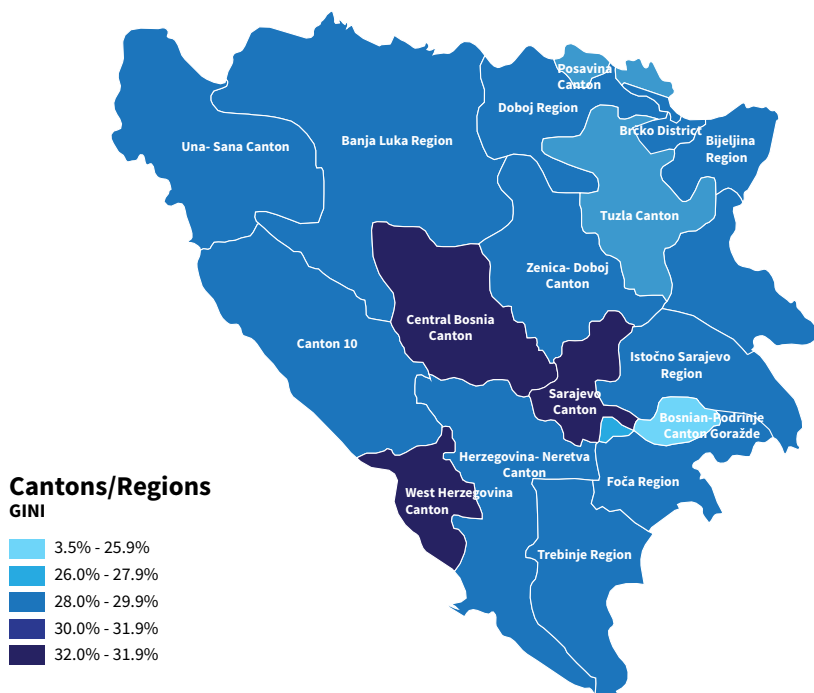 Posavina
Canton
Doboj Region
Brčko District
Bijeljina
Region
Una- Sana Canton
Banja Luka Region
Tuzla Canton
Zenica- Doboj
Canton
Central Bosnia
Canton
Canton 10
Istočno Sarajevo
Region
Sarajevo
Canton
Bosnian-Podrinje
Canton Goražde
Herzegovina- Neretva
Canton
Foča Region
West Herzegovina
Canton
Trebinje Region
Cantons/Regions
GINI
3.5% - 25.9%
26.0% - 27.9%
28.0% - 29.9%
30.0% - 31.9%
32.0% - 31.9%